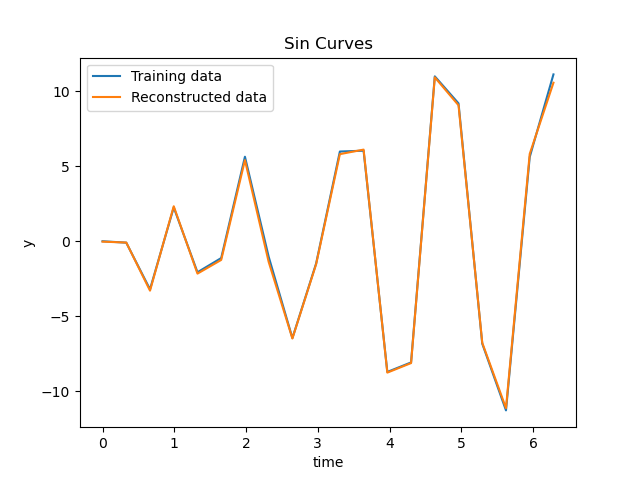 Sin Curves
Training data
Reconstructed data
y
10
5
0
−5
−10
0 1 2 3 4 5 6
time